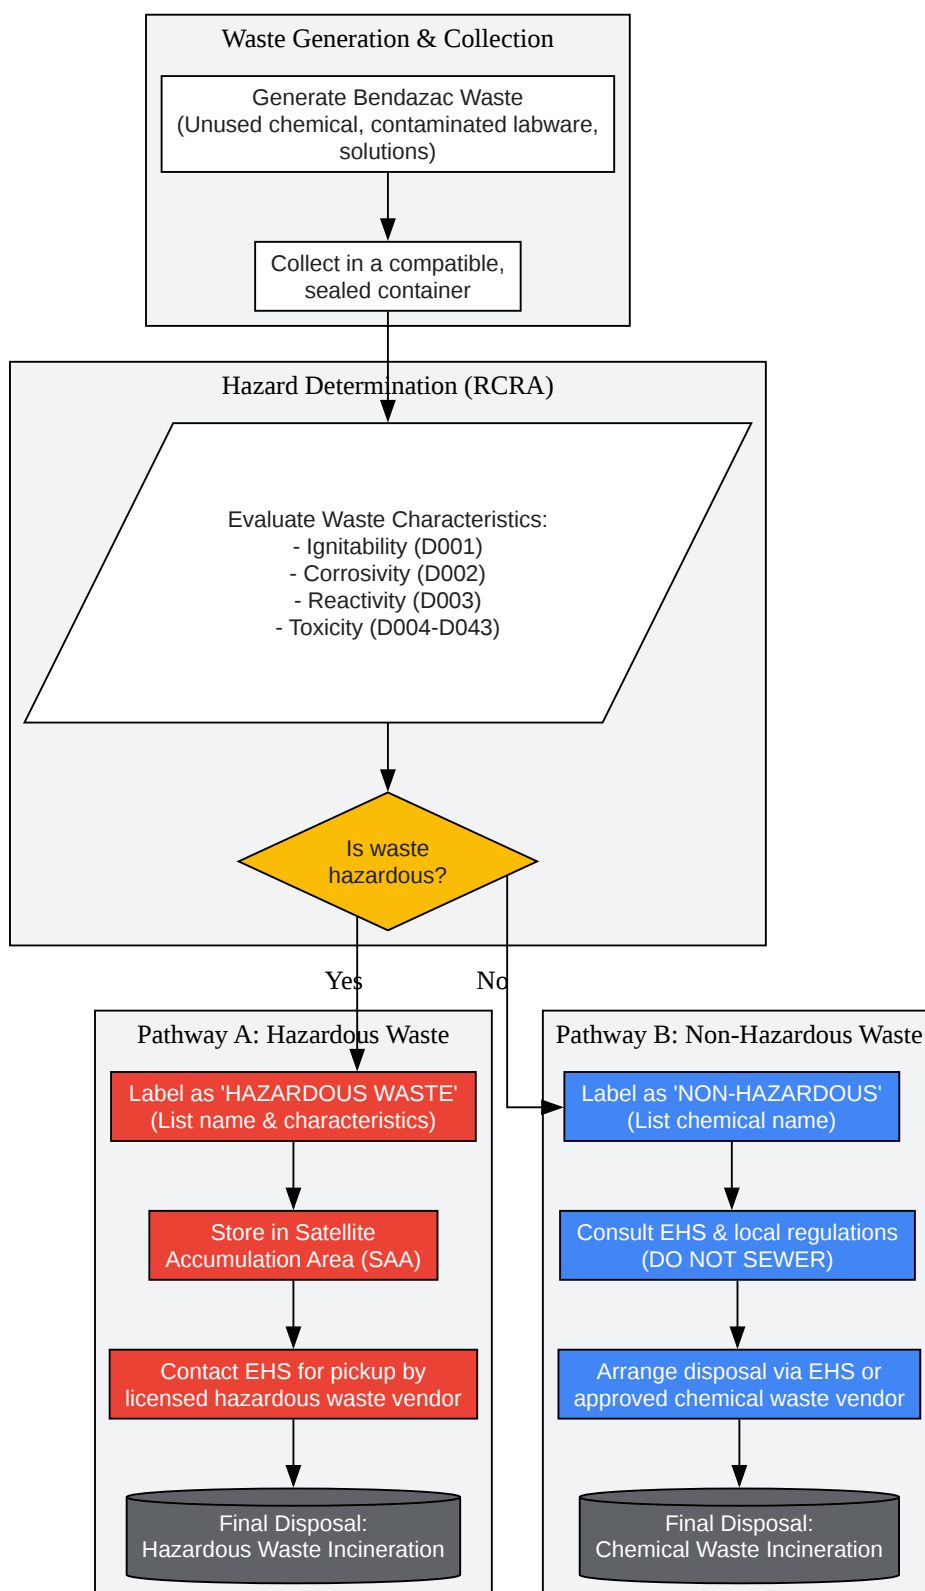 Waste Generation & Collection
Generate Bendazac Waste
(Unused chemical, contaminated labware,
solutions)
Collect in a compatible,
sealed container
Hazard Determination (RCRA)
Evaluate Waste Characteristics:
- Ignitability (D001)
- Corrosivity (D002)
- Reactivity (D003)
- Toxicity (D004-D043)
Is waste
hazardous?
Yes
No
Pathway A: Hazardous Waste
Label as 'HAZARDOUS WASTE'
(List name & characteristics)
Store in Satellite
Accumulation Area (SAA)
Contact EHS for pickup by
licensed hazardous waste vendor
Final Disposal:
Hazardous Waste Incineration
Pathway B: Non-Hazardous Waste
Label as 'NON-HAZARDOUS'
(List chemical name)
Consult EHS & local regulations
(DO NOT SEWER)
Arrange disposal via EHS or
approved chemical waste vendor
Final Disposal:
Chemical Waste Incineration